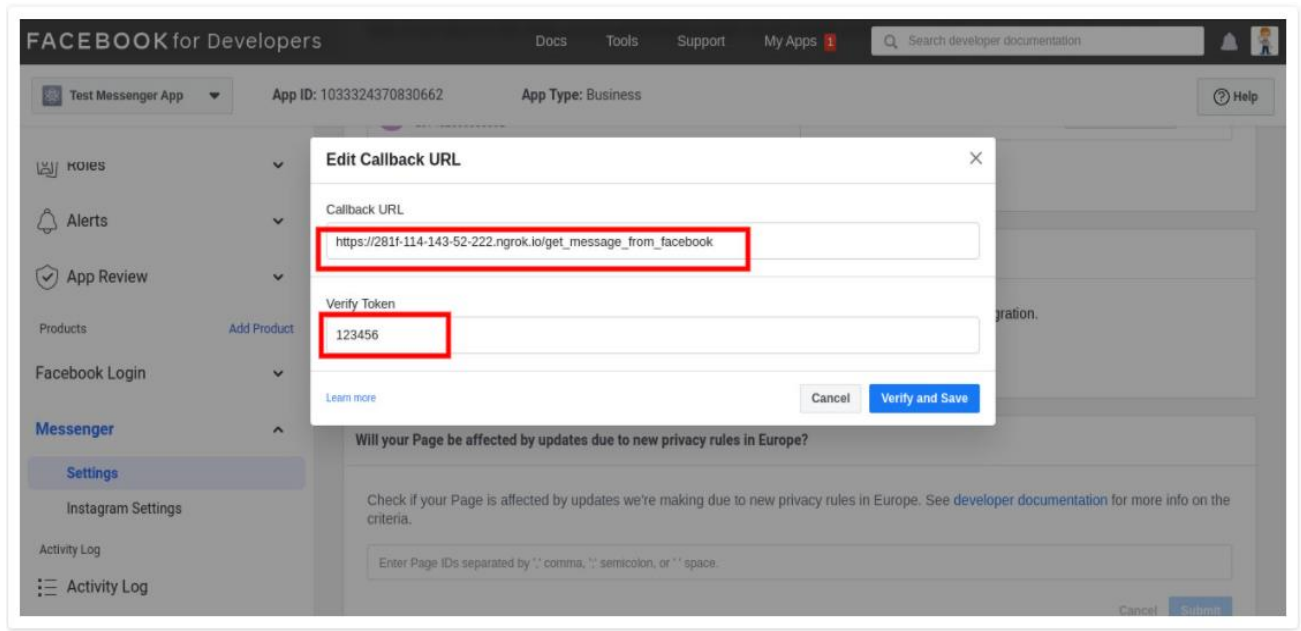 FACEBOOK for Developers
Docs Tools Support My Apps 1 Search developer documentation
Test Messenger App App ID: 1033324370830662 App Type: Business Help
Roles
Alerts
App Review
Products Add Product
Facebook Login
Messenger
Settings
Instagram Settings
Activity Log
Activity Log
Edit Callback URL
Callback URL
https://281f-114-143-52-222.ngrok.io/get_message_from_facebook
Verify Token
123456
Learn more Cancel Verify and Save
gration.
Will your Page be affected by updates due to new privacy rules in Europe?
Check if your Page is affected by updates we're making due to new privacy rules in Europe. See developer documentation for more info on the
criteria.
Enter Page IDs separated by ',' comma, ';' semicolon, or ' ' space.
Cancel Submit